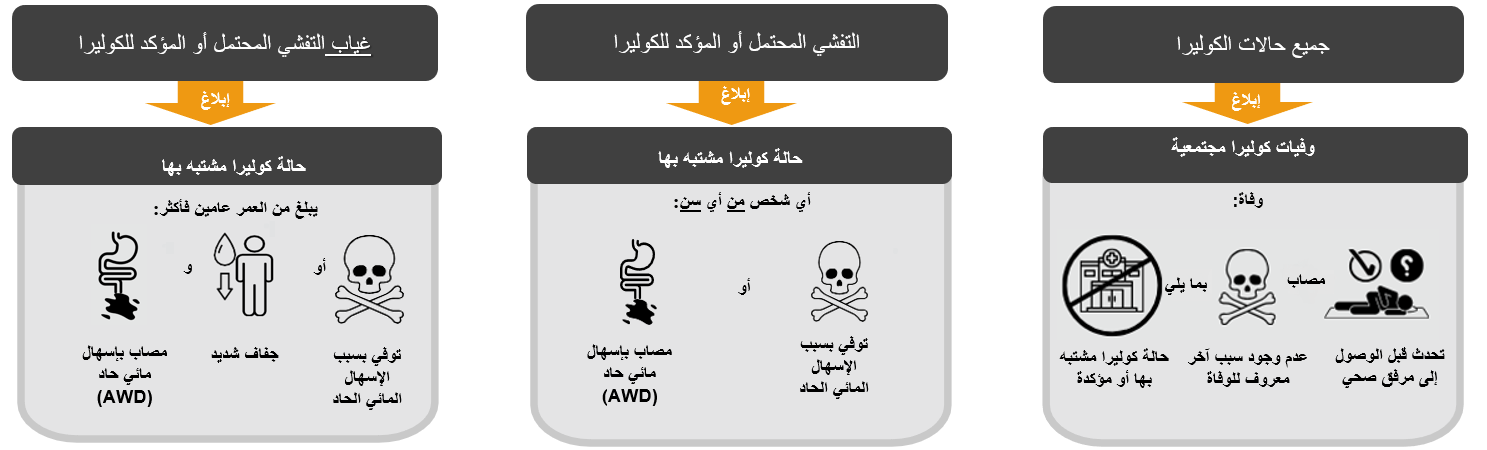 جميع حالات الكوليرا
إبلاغ
وفيات كوليرا مجتمعية
وفاة:
مصاب
بما يلي
تحدث قبل الوصول
إلى مرفق صحي
عدم وجود سبب آخر
معروف للوفاة
حالة كوليرا مشتبه
بها أو مؤكدة
التفشي المحتمل أو المؤكد للكوليرا
إبلاغ
حالة كوليرا مشتبه بها
أي شخص من أي سن:
أو
توفي بسبب
الإسهال
المائي الحاد
مصاب بإسهال
مائي حاد
(AWD)
غياب التفشي المحتمل أو المؤكد للكوليرا
إبلاغ
حالة كوليرا مشتبه بها
يبلغ من العمر عامين فأكثر:
أو
و
توفي بسبب
الإسهال
المائي الحاد
جفاف شديد
مصاب بإسهال
مائي حاد
(AWD)